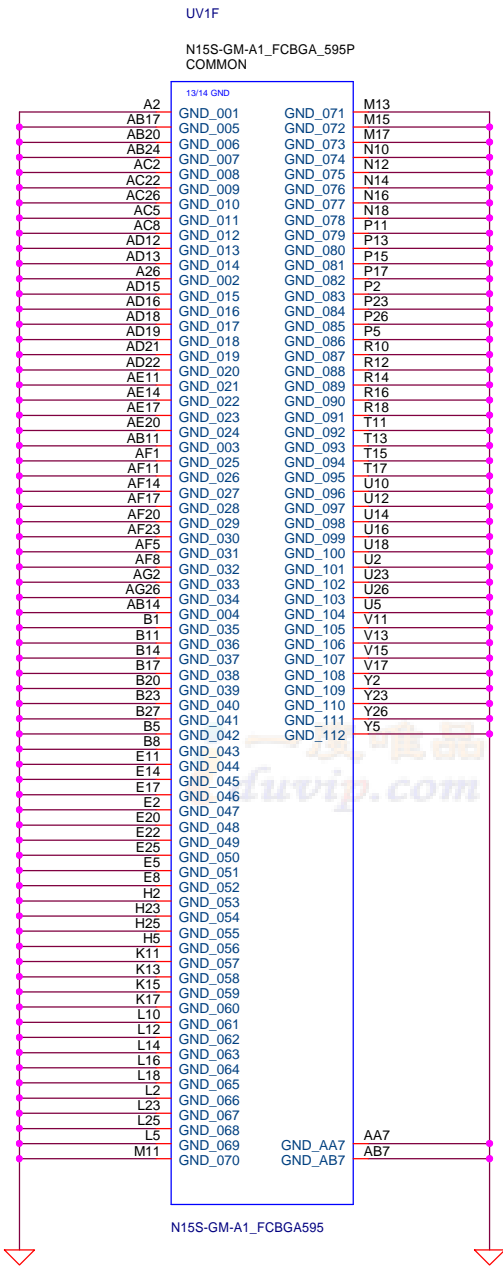 UV1F
N15S-GM-A1_FCBGA_595P
COMMON
13/14 GND
A2 GND_001 GND_071 M13
AB17 GND_005 GND_072 M15
AB20 GND_006 GND_073 M17
AB24 GND_007 GND_074 N10
AC2 GND_008 GND_075 N12
AC22 GND_009 GND_076 N14
AC26 GND_010 GND_077 N16
AC5 GND_011 GND_078 N18
AC8 GND_012 GND_079 P11
AD12 GND_013 GND_080 P13
AD13 GND_014 GND_081 P15
A26 GND_002 GND_082 P17
AD15 GND_015 GND_083 P2
AD16 GND_016 GND_084 P23
AD18 GND_017 GND_085 P26
AD19 GND_018 GND_086 P5
AD21 GND_019 GND_087 R10
AD22 GND_020 GND_088 R12
AE11 GND_021 GND_089 R14
AE14 GND_022 GND_090 R16
AE17 GND_023 GND_091 R18
AE20 GND_024 GND_092 T11
AB11 GND_003 GND_093 T13
AF1 GND_025 GND_094 T15
AF11 GND_026 GND_095 T17
AF14 GND_027 GND_096 U10
AF17 GND_028 GND_097 U12
AF20 GND_029 GND_098 U14
AF23 GND_030 GND_099 U16
AF5 GND_031 GND_100 U18
AF8 GND_032 GND_101 U2
AG2 GND_033 GND_102 U23
AG26 GND_034 GND_103 U26
AB14 GND_004 GND_104 U5
B1 GND_035 GND_105 V11
B11 GND_036 GND_106 V13
B14 GND_037 GND_107 V15
B17 GND_038 GND_108 V17
B20 GND_039 GND_109 Y2
B23 GND_040 GND_110 Y23
B27 GND_041 GND_111 Y26
B5 GND_042 GND_112 Y5
B8 GND_043
E11 GND_044
E14 GND_045
E17 GND_046
E2 GND_047
E20 GND_048
E22 GND_049
E25 GND_050
E5 GND_051
E8 GND_052
H2 GND_053
H23 GND_054
H25 GND_055
H5 GND_056
K11 GND_057
K13 GND_058
K15 GND_059
K17 GND_060
L10 GND_061
L12 GND_062
L14 GND_063
L16 GND_064
L18 GND_065
L2 GND_066
L23 GND_067
L25 GND_068
L5 GND_069 GND_AA7 AA7
M11 GND_070 GND_AB7 AB7
N15S-GM-A1_FCBGA595